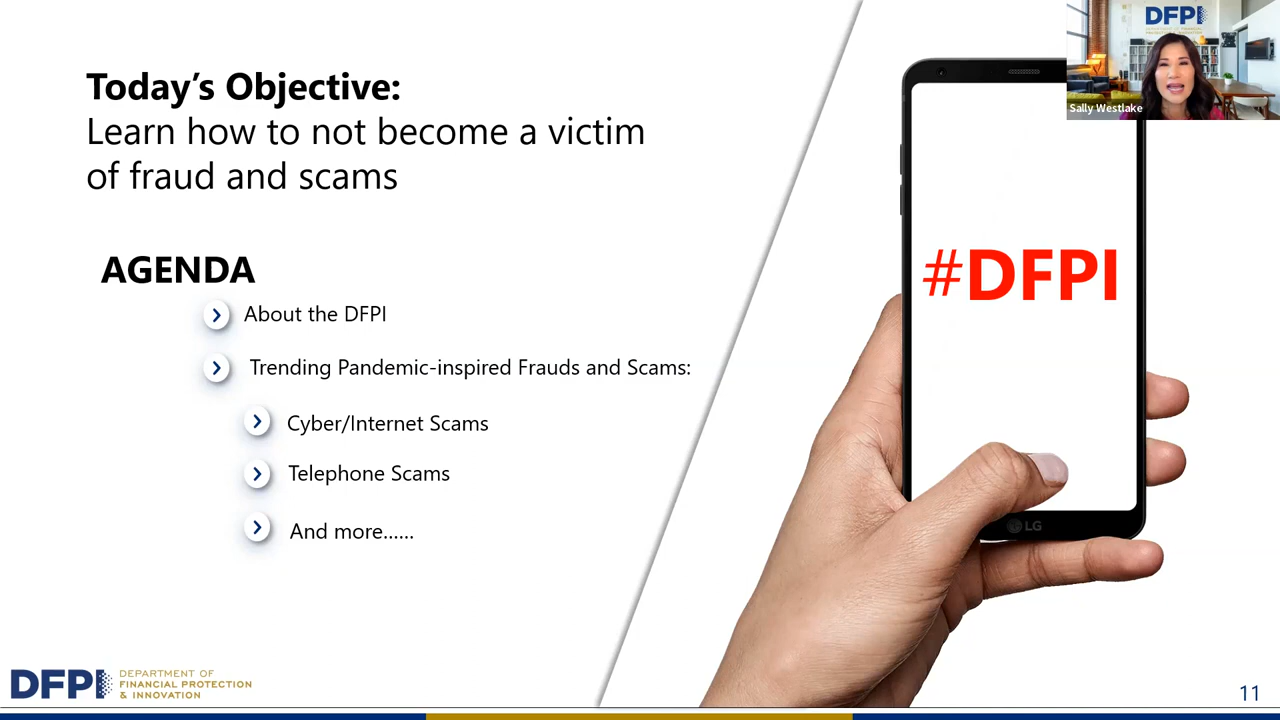 Today's Objective:
Learn how to not become a victim
of fraud and scams
AGENDA
About the DFPI
Trending Pandemic-inspired Frauds and Scams:
Cyber/Internet Scams
Telephone Scams
And more......
#DFPI
LG
DFPI
Sally Westlake
DFPI
DEPARTMENT OF
FINANCIAL PROTECTION
& INNOVATION
11